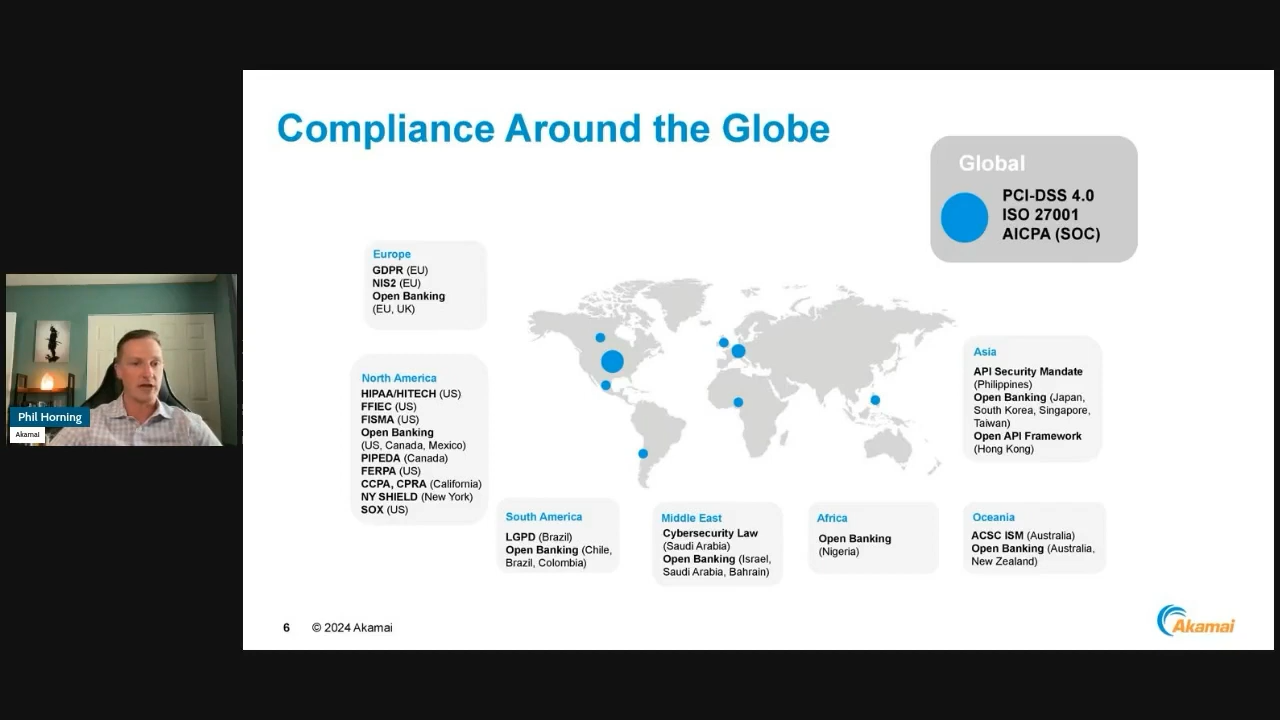 Compliance Around the Globe
Global
PCI-DSS 4.0
ISO 27001
AICPA (SOC)
Europe
GDPR (EU)
NIS2 (EU)
Open Banking
(EU, UK)
North America
HIPAA/HITECH (US)
FFIEC (US)
FISMA (US)
Open Banking
(US, Canada, Mexico)
PIPEDA (Canada)
FERPA (US)
CCPA, CPRA (California)
NY SHIELD (New York)
SOX (US)
Asia
API Security Mandate
(Philippines)
Open Banking (Japan,
South Korea, Singapore,
Taiwan)
Open API Framework
(Hong Kong)
South America
LGPD (Brazil)
Open Banking (Chile,
Brazil, Colombia)
Middle East
Cybersecurity Law
(Saudi Arabia)
Open Banking (Israel,
Saudi Arabia, Bahrain)
Africa
Open Banking
(Nigeria)
Oceania
ACSC ISM (Australia)
Open Banking (Australia,
New Zealand)
Phil Horning
Akamai
6 © 2024 Akamai
Akamai